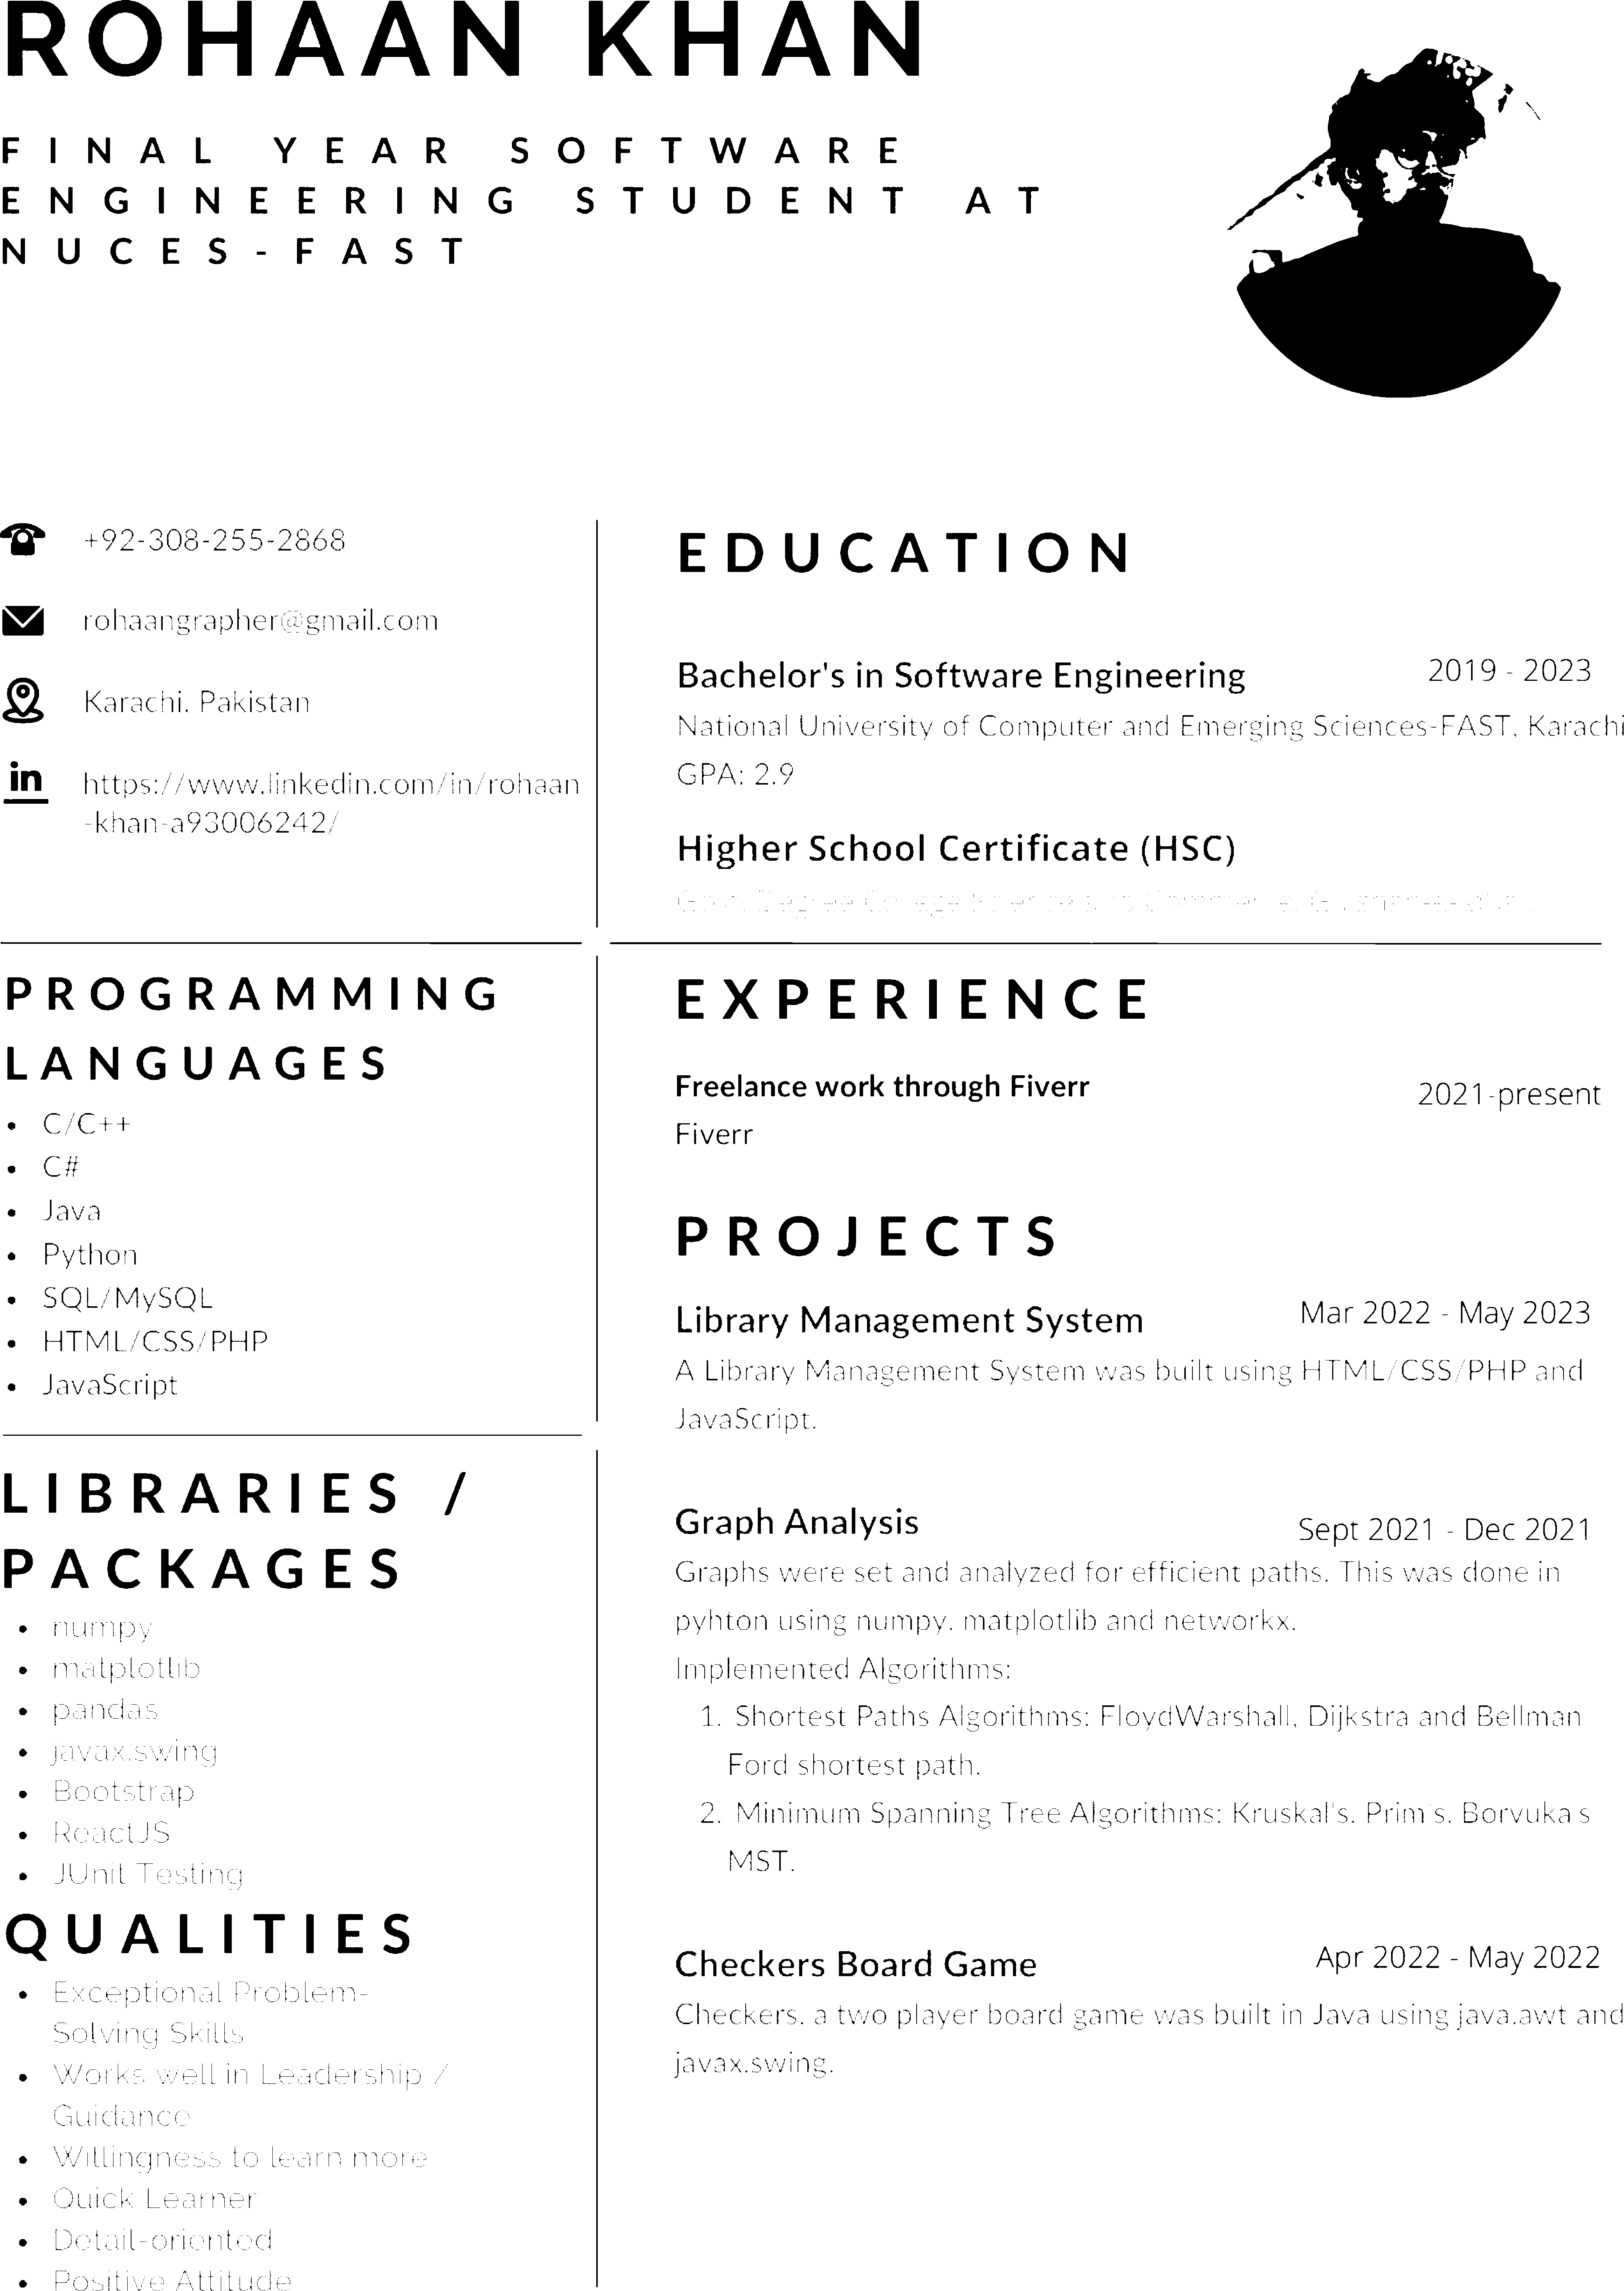 ROHAAN KHAN
FINAL YEAR SOFTWARE
ENGINEERING STUDENT AT
NUCES-FAST
+92-308-255-2868
rohaangrapher@gmail.com
Karachi. Pakistan
in
https://www.linkedin.com/in/rohaan
-khan-a93006242/
EDUCATION
Bachelor's in Software Engineering
2019 - 2023
National University of Computer and Emerging Sciences-FAST, Karachi
GPA: 2.9
Higher School Certificate (HSC)
Degree College
PROGRAMMING
LANGUAGES
• C/C++
• C#
• Java
• Python
• SQL/MySQL
• HTML/CSS/PHP
• JavaScript
LIBRARIES /
PACKAGES
• numpy
• matplotlib
• pandas
• javax.swing
• Bootstrap
• ReactJS
• JUnit Testing
QUALITIES
• Exceptional Problem-
Solving Skills
• Works well in Leadership /
Guidance
• Willingness to learn more
• Quick Learner
• Detail-oriented
• Positive Attitude
EXPERIENCE
Freelance work through Fiverr
2021-present
Fiverr
PROJECTS
Library Management System
Mar 2022 - May 2023
A Library Management System was built using HTML/CSS/PHP and
JavaScript.
Graph Analysis
Sept 2021 - Dec 2021
Graphs were set and analyzed for efficient paths. This was done in
pyhton using numpy. matplotlib and networkx.
Implemented Algorithms:
1. Shortest Paths Algorithms: FloydWarshall, Dijkstra and Bellman
Ford shortest path.
2. Minimum Spanning Tree Algorithms: Kruskal's. Prim's. Borvuka's
MST.
Checkers Board Game
Apr 2022 - May 2022
Checkers. a two player board game was built in Java using java.awt and
javax.swing.